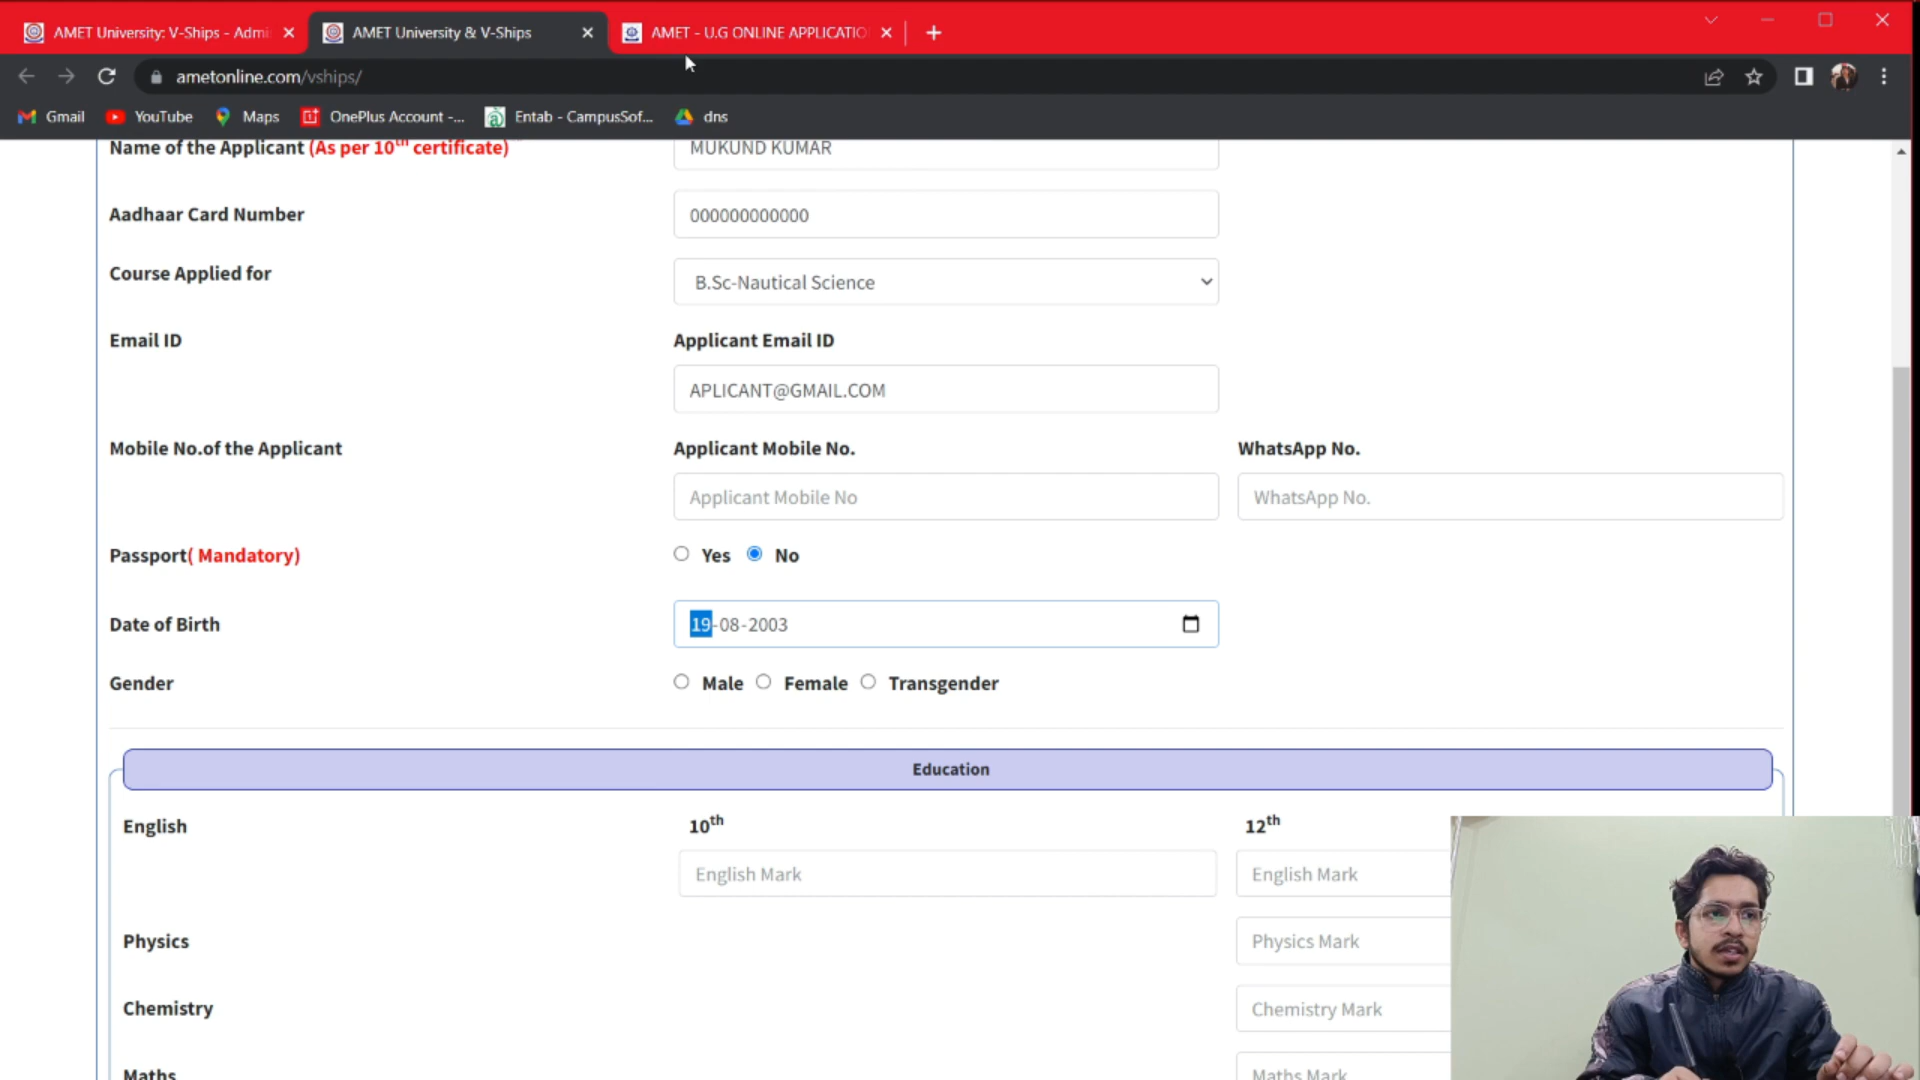 AMET University: V-Ships - Admi
AMET University & V-Ships
AMET - U.G ONLINE APPLICATIO
ametonline.com/vships/
Gmail
YouTube
Maps
OnePlus Account -...
Entab - CampusSof...
dns
Name of the Applicant (As per 10th certificate)
MUKUND KUMAR
Aadhaar Card Number
000000000000
Course Applied for
B.Sc-Nautical Science
Email ID
Applicant Email ID
APLICANT@GMAIL.COM
Mobile No.of the Applicant
Applicant Mobile No.
WhatsApp No.
Applicant Mobile No
WhatsApp No.
Passport( Mandatory)
Yes No
Date of Birth
19-08-2003
Gender
Male Female Transgender
Education
English
10th
12th
English Mark
English Mark
Physics
Physics Mark
Chemistry
Chemistry Mark
Maths
Maths Mark